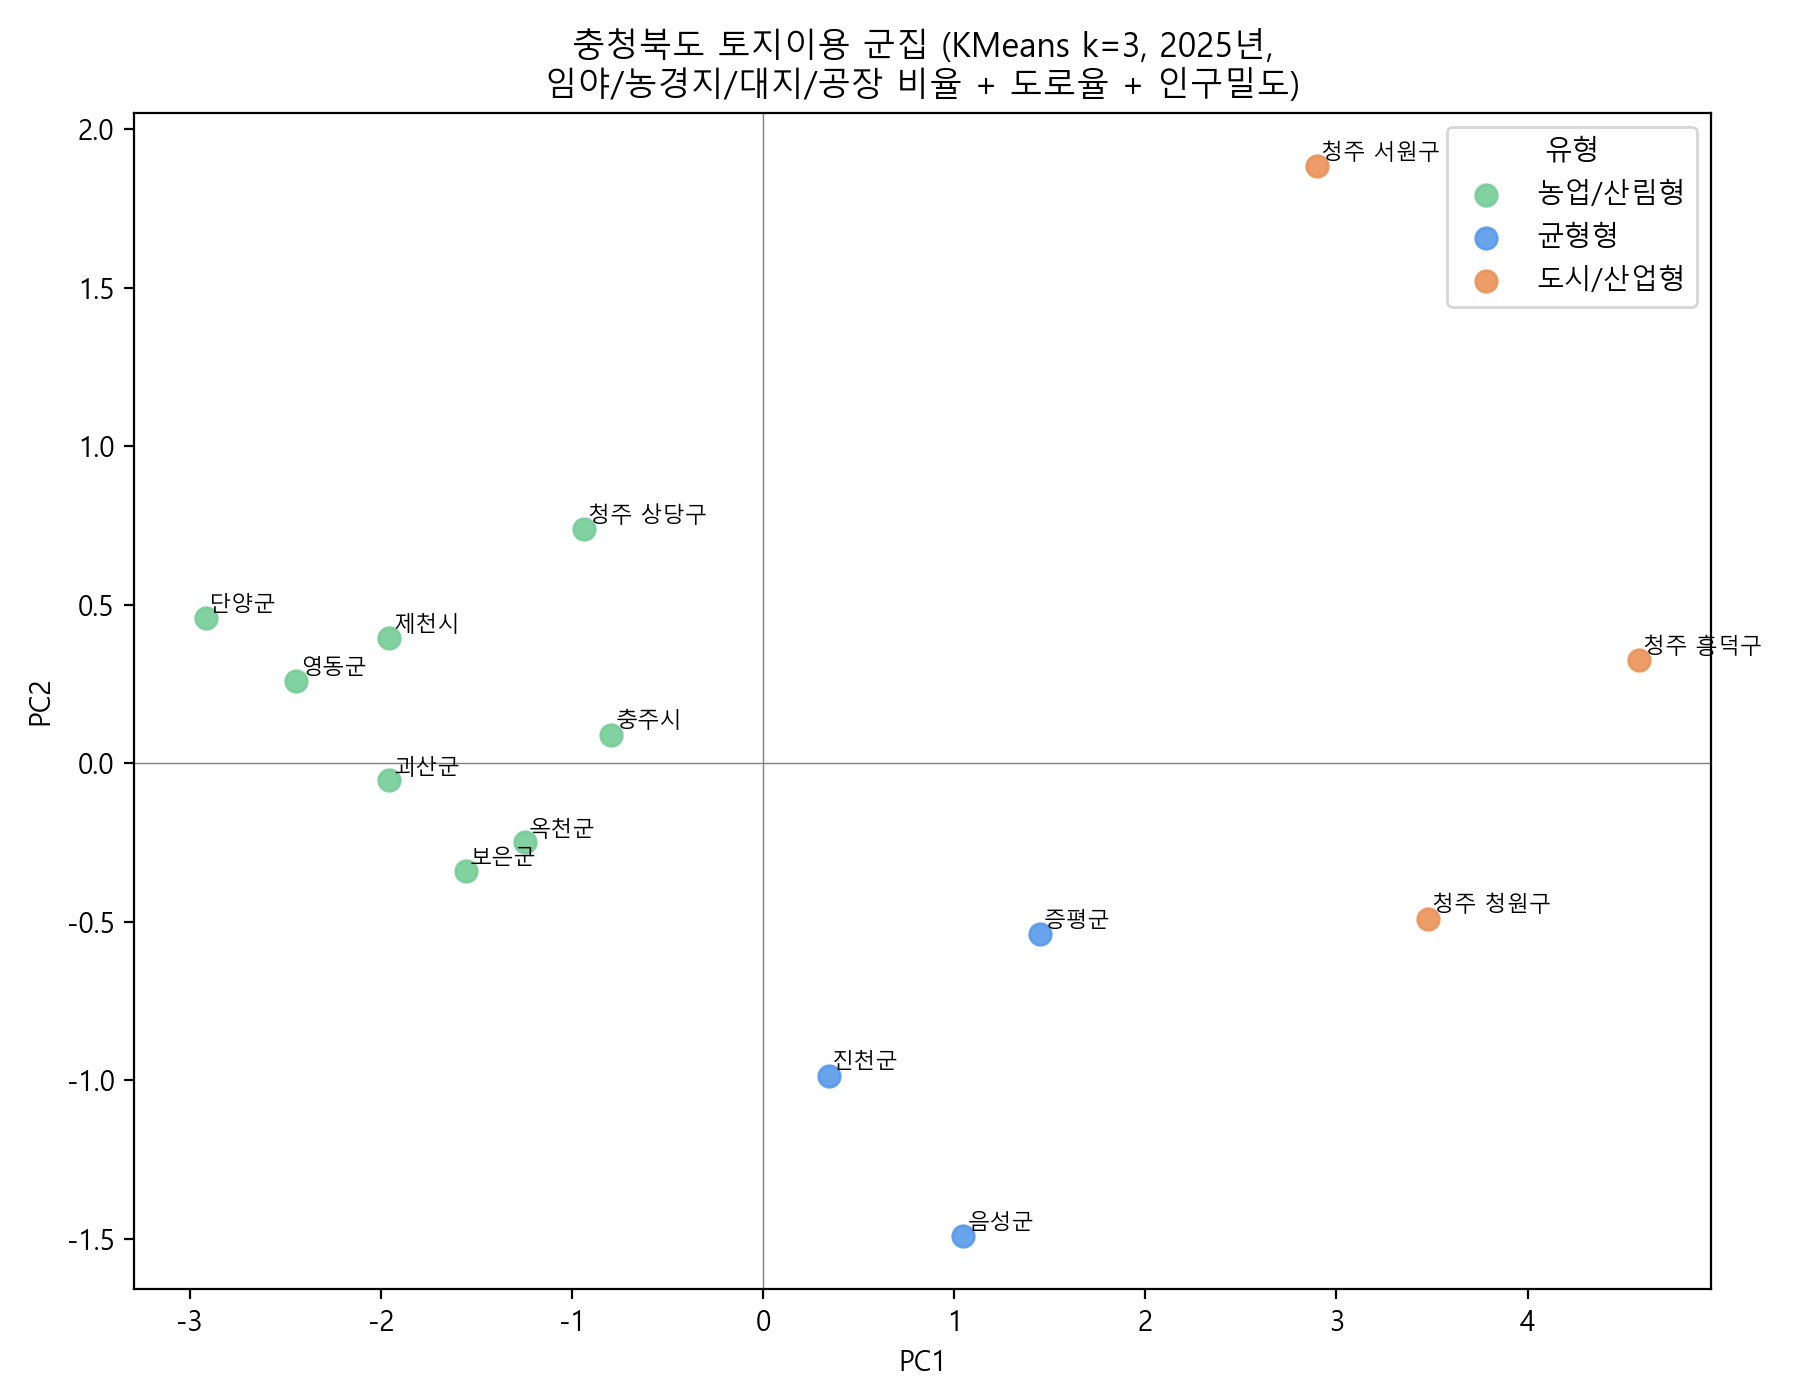 충청북도 토지이용 군집 (KMeans k=3, 2025년,
임야/농경지/대지/공장 비율 + 도로율 + 인구밀도)
2.0
1.5
1.0
0.5
0.0
-0.5
-1.0
-1.5
PC2
청주 서원구
유형
농업/산림형
균형형
도시/산업형
청주 상당구
단양군
제천시
영동군
청주 흥덕구
충주시
괴산군
옥천군
보은군
증평군
청주 청원구
진천군
음성군
-3
-2
-1
0
1
2
3
4
PC1